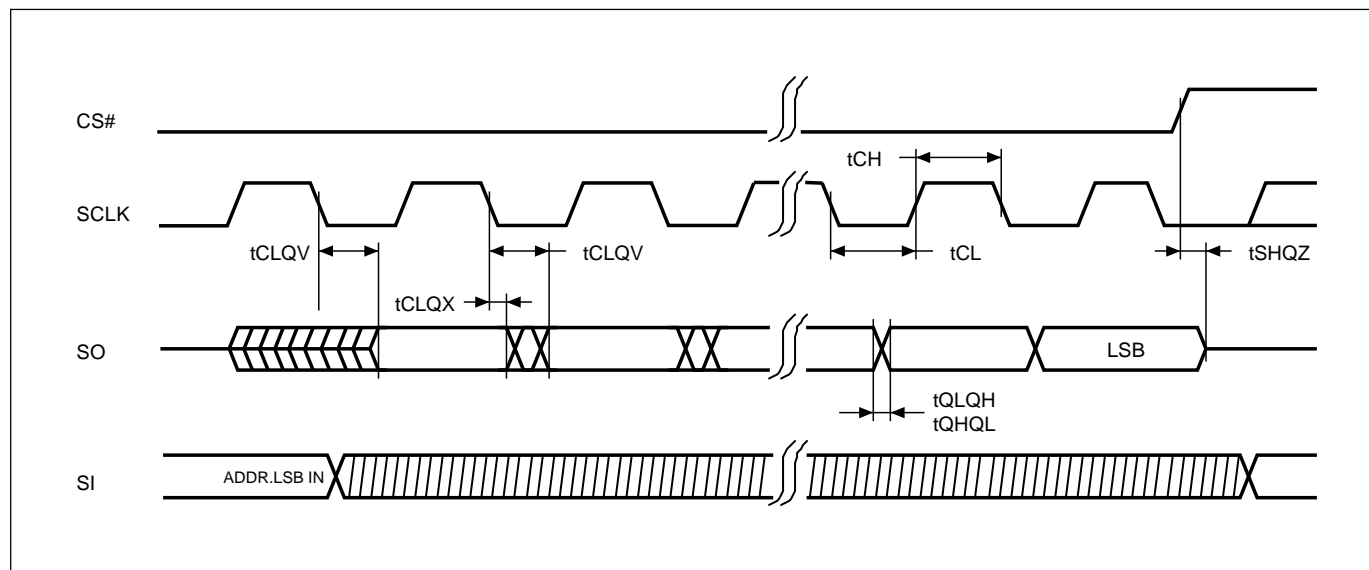 CS#
tCH
SCLK
tCLQV
tCLQV
tCL
tSHQZ
tCLQX
SO
LSB
tQLQH
tQHQL
SI
ADDR.LSB IN